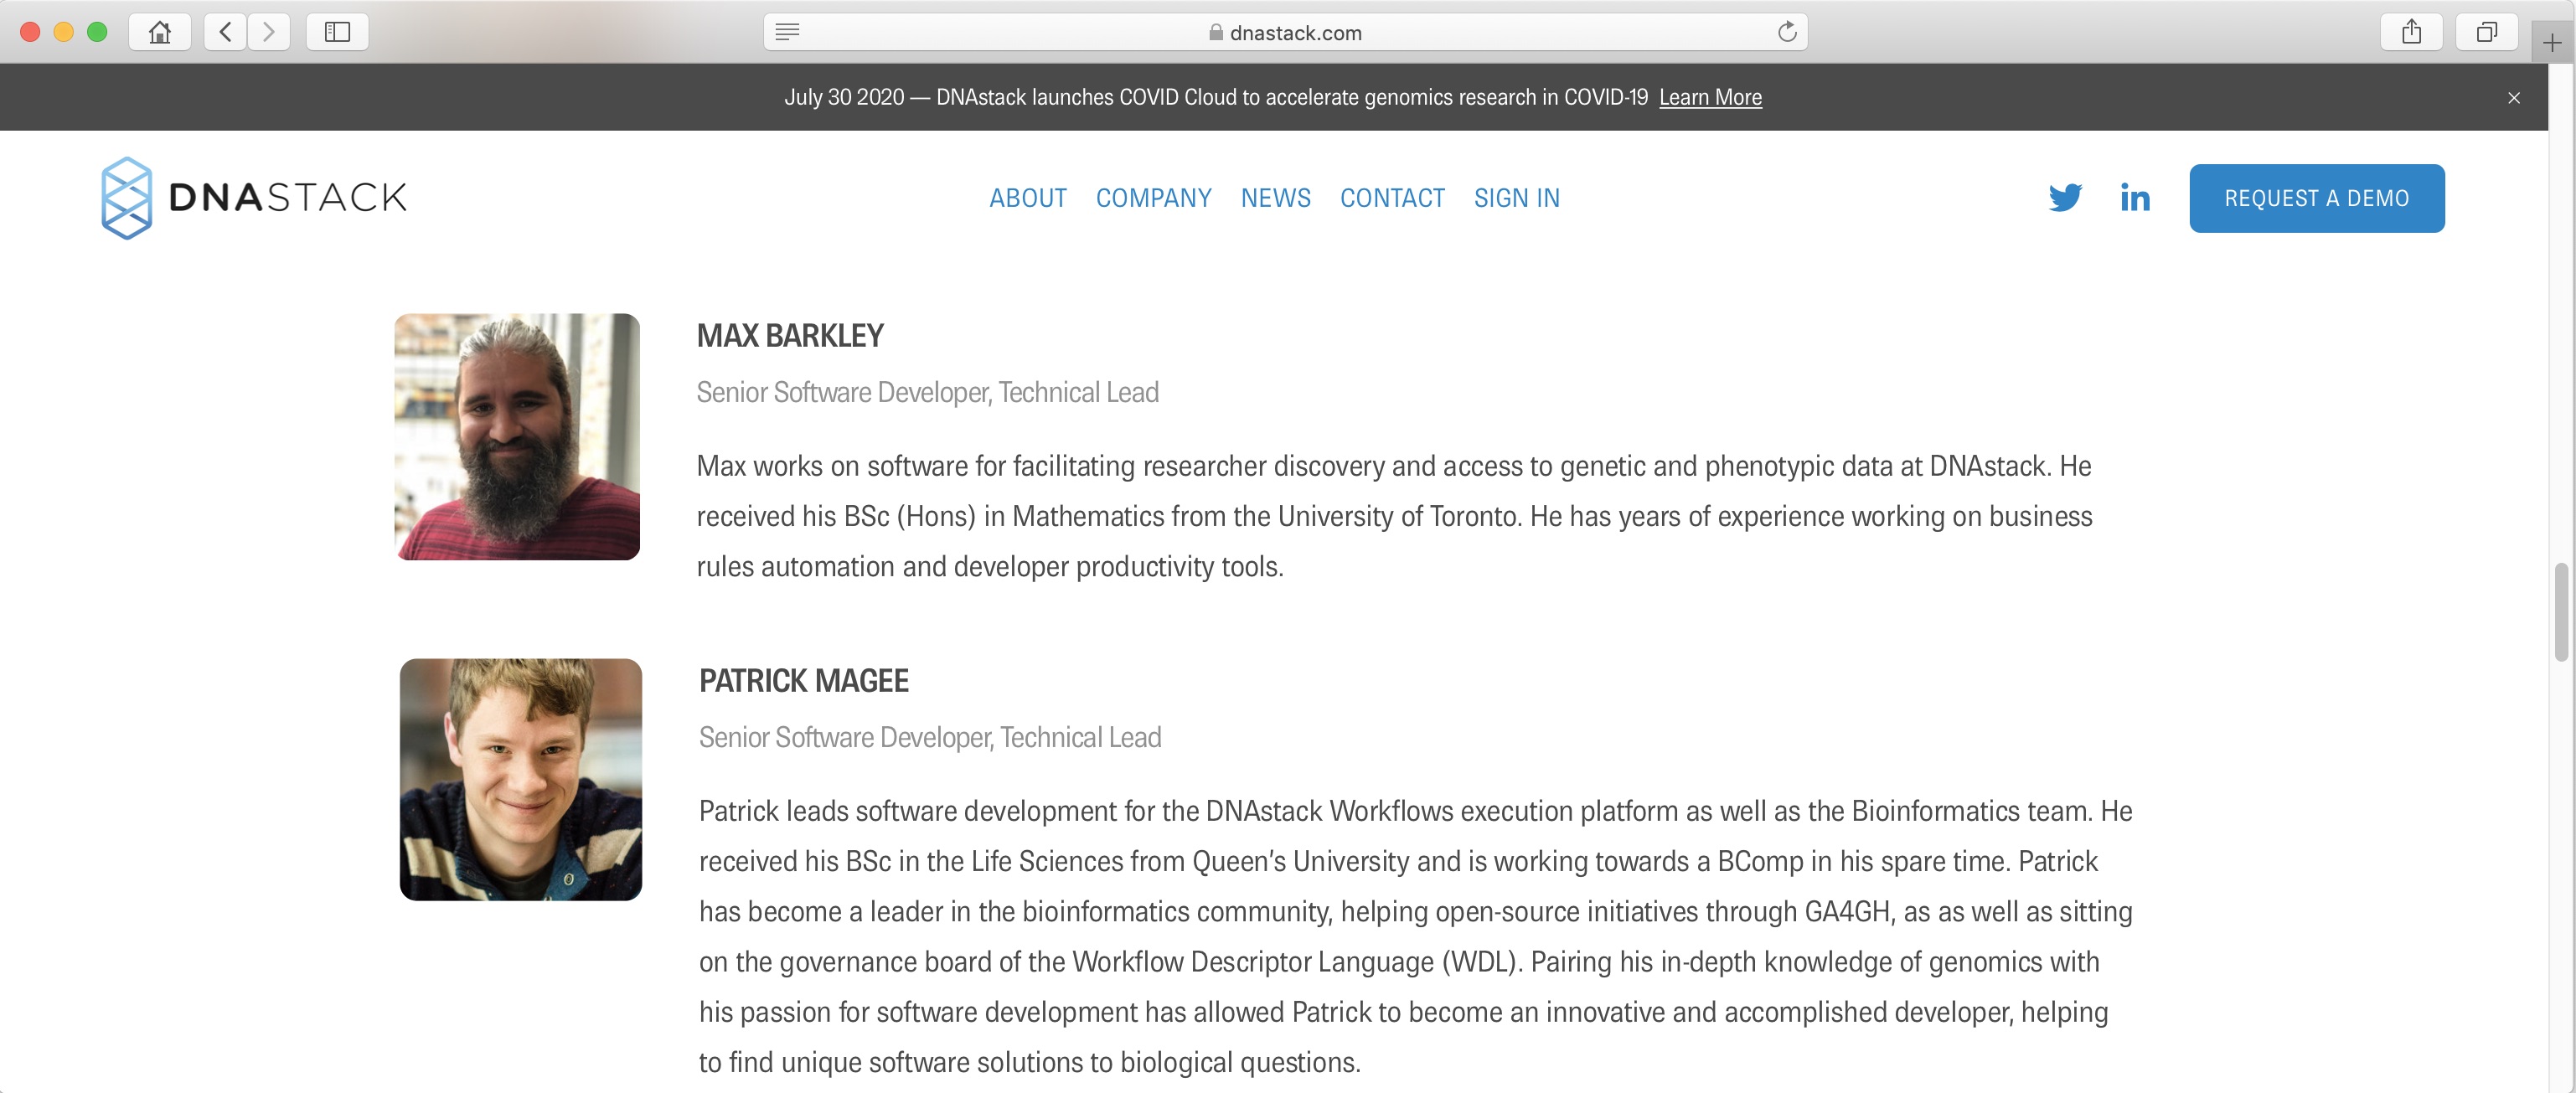 dnastack.com
July 30 2020 — DNAstack launches COVID Cloud to accelerate genomics research in COVID-19 Learn More
DNASTACK
ABOUT COMPANY NEWS CONTACT SIGN IN
in
REQUEST A DEMO
MAX BARKLEY
Senior Software Developer, Technical Lead
Max works on software for facilitating researcher discovery and access to genetic and phenotypic data at DNAstack. He
received his BSc (Hons) in Mathematics from the University of Toronto. He has years of experience working on business
rules automation and developer productivity tools.
PATRICK MAGEE
Senior Software Developer, Technical Lead
Patrick leads software development for the DNAstack Workflows execution platform as well as the Bioinformatics team. He
received his BSc in the Life Sciences from Queen’s University and is working towards a BComp in his spare time. Patrick
has become a leader in the bioinformatics community, helping open-source initiatives through GA4GH, as as well as sitting
on the governance board of the Workflow Descriptor Language (WDL). Pairing his in-depth knowledge of genomics with
his passion for software development has allowed Patrick to become an innovative and accomplished developer, helping
to find unique software solutions to biological questions.